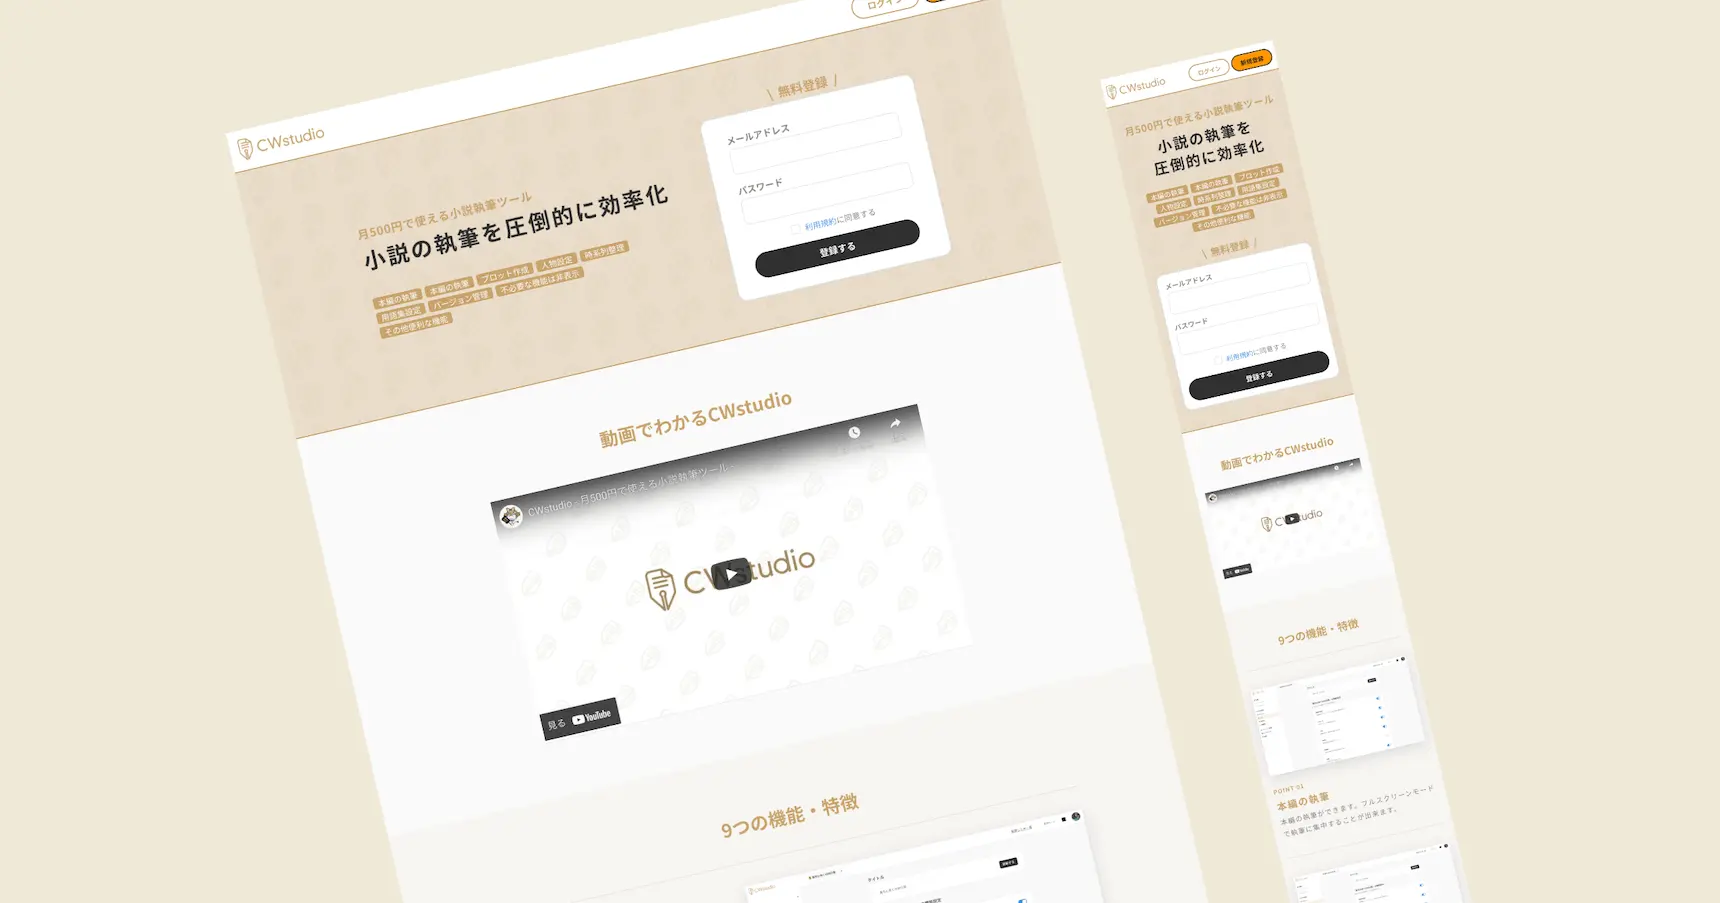 ログイン
CWstudio
月500円で使える小説執筆ツール
小説の執筆を圧倒的に効率化
本編の執筆 本編の執筆 プロット作成 人物設定 時系列整理
用語集設定 バージョン管理 不必要な機能は非表示
その他便利な機能
\ 無料登録 /
メールアドレス
パスワード
利用規約に同意する
登録する
動画でわかるCWstudio
CWstudio - 月500円で使える小説執筆ツール -
CWstudio
見る YouTube
9つの機能・特徴
CWstudio
タイトル
CWstudio
ログイン
新規登録
月500円で使える小説執筆ツール
小説の執筆を
圧倒的に効率化
本編の執筆 本編の執筆 プロット作成
人物設定 時系列整理 用語集設定
バージョン管理 不必要な機能は非表示
その他便利な機能
\ 無料登録 /
メールアドレス
パスワード
利用規約に同意する
登録する
動画でわかるCWstudio
CWstudio
見る YouTube
9つの機能・特徴
POINT 01
本編の執筆
本編の執筆ができます。フルスクリーンモード
で執筆に集中することが出来ます。